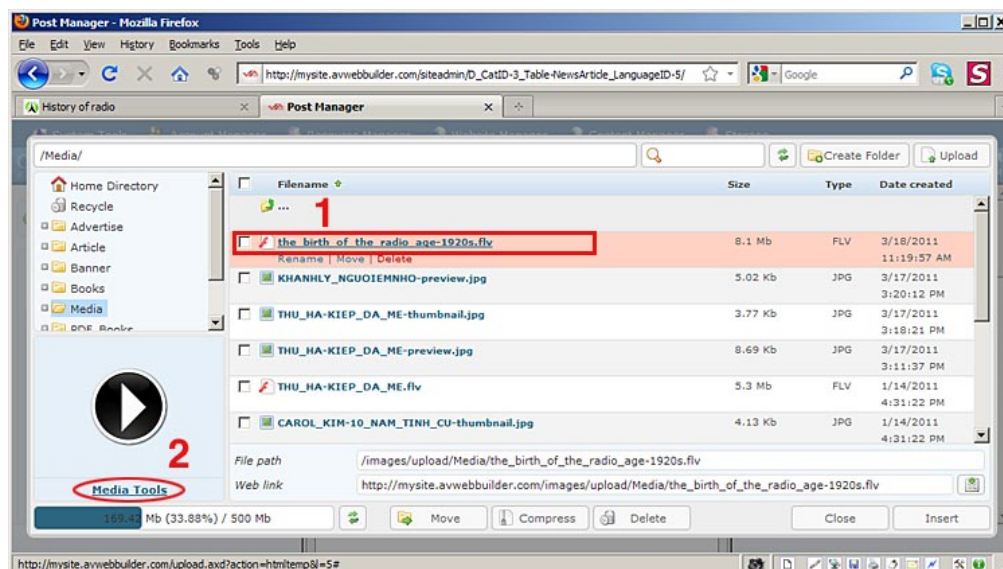 Post Manager - Mozilla Firefox
File Edit View History Bookmarks Tools Help
http://mysite.avwebbuilder.com/siteadmin/D_CatID-3_Table-NewsArticle_LanguageID-5/ Google
History of radio Post Manager
/Media/ Create Folder Upload
Home Directory
Recycle
Advertise
Article
Banner
Books
Media
PDF Books
Filename Size Type Date created
...
1
the_birth_of_the_radio_age-1920s.flv 8.1 Mb FLV 3/18/2011
Rename | Move | Delete 11:19:57 AM
KHANHLY_NGUOIEMNHO-preview.jpg 5.02 Kb JPG 3/17/2011
3:20:12 PM
THU_HA-KIEP_DA_ME-thumbnail.jpg 3.77 Kb JPG 3/17/2011
3:18:21 PM
THU_HA-KIEP_DA_ME-preview.jpg 8.69 Kb JPG 3/17/2011
3:11:37 PM
THU_HA-KIEP_DA_ME.flv 5.3 Mb FLV 1/14/2011
4:31:22 PM
CAROL_KIM-10_NAM_TINH_CU-thumbnail.jpg 4.13 Kb JPG 1/14/2011
4:31:22 PM
2
Media Tools
File path /images/upload/Media/the_birth_of_the_radio_age-1920s.flv
Web link http://mysite.avwebbuilder.com/images/upload/Media/the_birth_of_the_radio_age-1920s.flv
169.42 Mb (33.88%) / 500 Mb Move Compress Delete Close Insert
http://mysite.avwebbuilder.com/upload.axd?action=htmltemp&l=5#